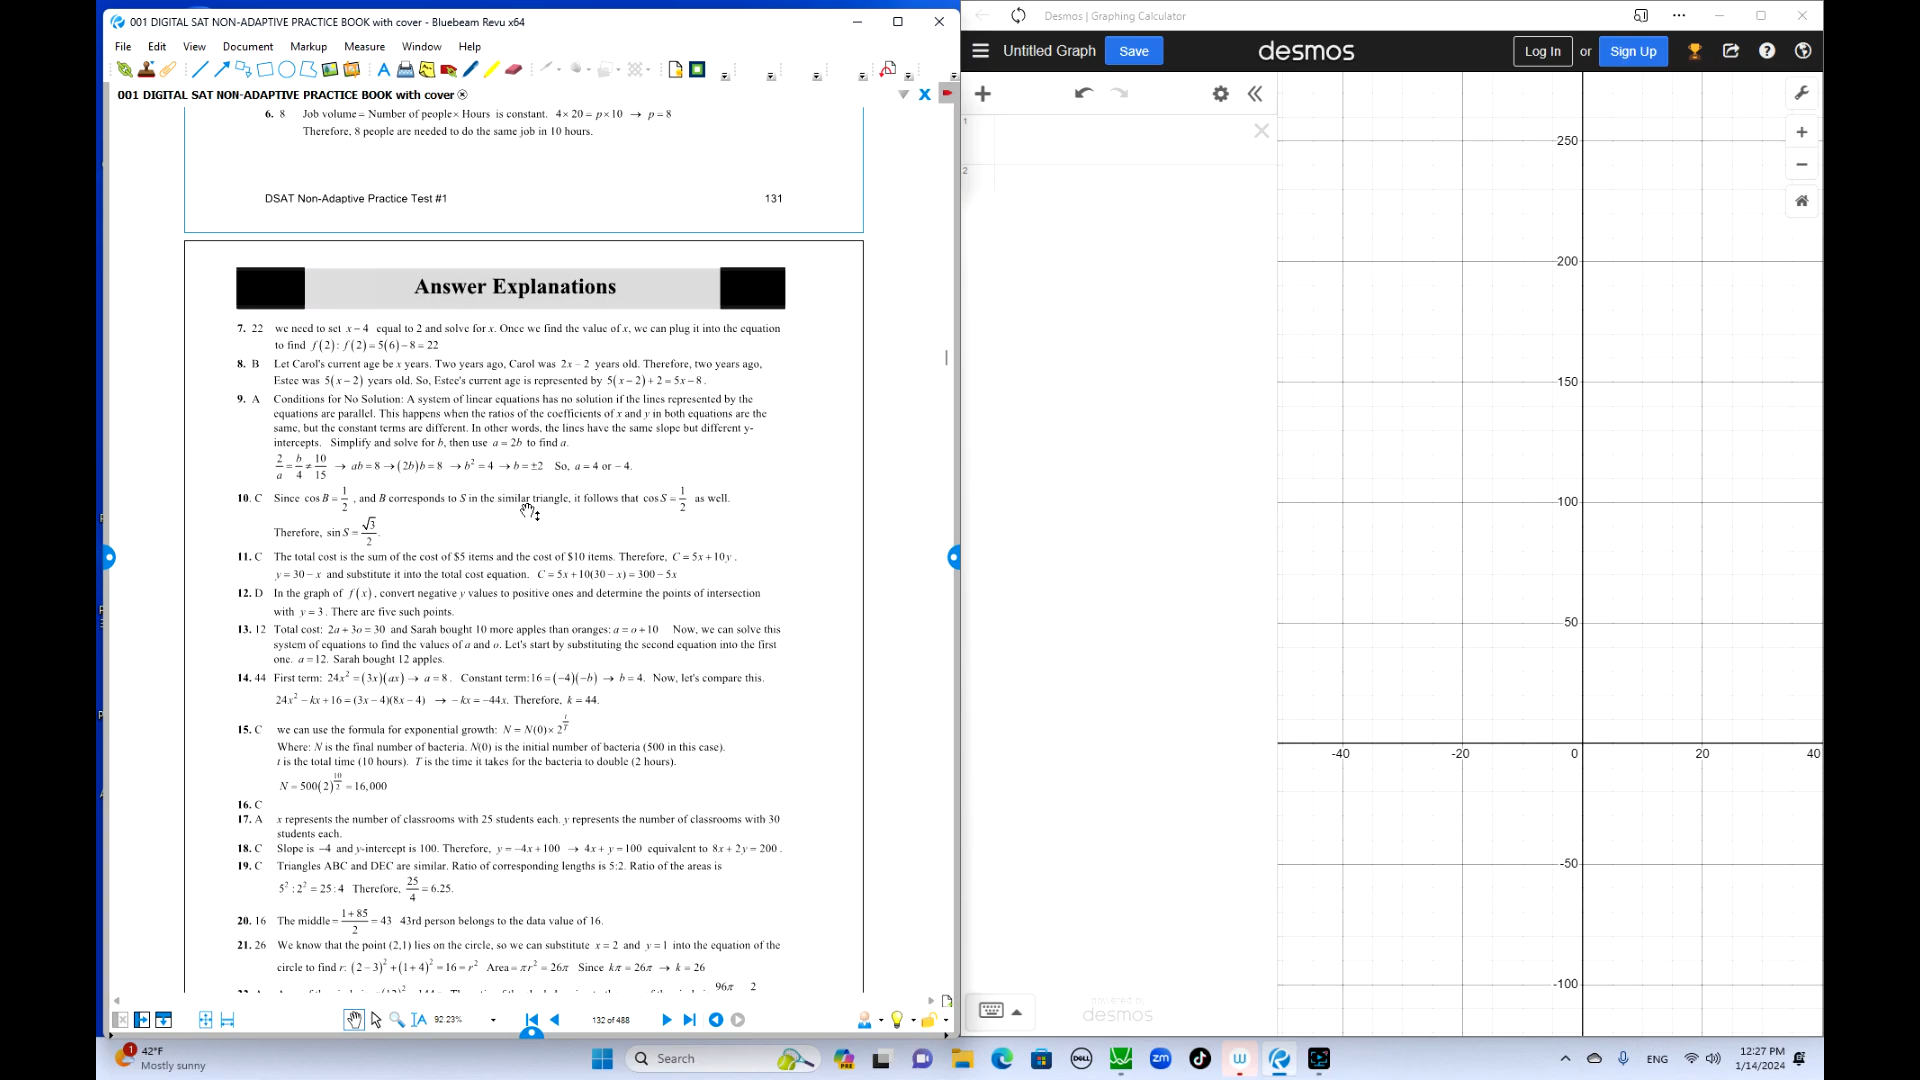 001 DIGITAL SAT NON-ADAPTIVE PRACTICE BOOK with cover - Bluebeam Revu x64
File Edit View Document Markup Measure Window Help
001 DIGITAL SAT NON-ADAPTIVE PRACTICE BOOK with cover
6. 8 Job volume = Number of people × Hours is constant. 4×20 = p×10 → p = 8
Therefore, 8 people are needed to do the same job in 10 hours.
DSAT Non-Adaptive Practice Test #1 131
Answer Explanations
7. 22 we need to set x − 4 equal to 2 and solve for x. Once we find the value of x, we can plug it into the equation
to find f(2): f(2) = 5(6) − 8 = 22
8. B Let Carol's current age be x years. Two years ago, Carol was 2x − 2 years old. Therefore, two years ago,
Estee was 5(x − 2) years old. So, Estee's current age is represented by 5(x − 2) + 2 = 5x − 8.
9. A Conditions for No Solution: A system of linear equations has no solution if the lines represented by the
equations are parallel. This happens when the ratios of the coefficients of x and y in both equations are the
same, but the constant terms are different. In other words, the lines have the same slope but different y-
intercepts. Simplify and solve for b, then use a = 2b to find a.
2/a = b/4 ≠ 10/15 → ab = 8 → (2b)b = 8 → b² = 4 → b = ±2 So, a = 4 or − 4.
10. C Since cos B = 1/2, and B corresponds to S in the similar triangle, it follows that cos S = 1/2 as well.
Therefore, sin S = √3/2.
11. C The total cost is the sum of the cost of $5 items and the cost of $10 items. Therefore, C = 5x + 10y.
y = 30 − x and substitute it into the total cost equation. C = 5x + 10(30 − x) = 300 − 5x
12. D In the graph of f(x), convert negative y values to positive ones and determine the points of intersection
with y = 3. There are five such points.
13. 12 Total cost: 2a + 3o = 30 and Sarah bought 10 more apples than oranges: a = o + 10 Now, we can solve this
system of equations to find the values of a and o. Let's start by substituting the second equation into the first
one. a = 12. Sarah bought 12 apples.
14. 44 First term: 24x² = (3x)(ax) → a = 8. Constant term: 16 = (−4)(−b) → b = 4. Now, let's compare this.
24x² − kx + 16 = (3x − 4)(8x − 4) → − kx = −44x. Therefore, k = 44.
15. C we can use the formula for exponential growth: N = N(0) × 2^(t/T)
Where: N is the final number of bacteria. N(0) is the initial number of bacteria (500 in this case).
t is the total time (10 hours). T is the time it takes for the bacteria to double (2 hours).
N = 500(2)^(10/2) = 16,000
16. C
17. A x represents the number of classrooms with 25 students each. y represents the number of classrooms with 30
students each.
18. C Slope is −4 and y-intercept is 100. Therefore, y = −4x + 100 → 4x + y = 100 equivalent to 8x + 2y = 200.
19. C Triangles ABC and DEC are similar. Ratio of corresponding lengths is 5:2. Ratio of the areas is
5² : 2² = 25 : 4 Therefore, 25/4 = 6.25.
20. 16 The middle = (1 + 85)/2 = 43 43rd person belongs to the data value of 16.
21. 26 We know that the point (2,1) lies on the circle, so we can substitute x = 2 and y = 1 into the equation of the
circle to find r: (2 − 3)² + (1 + 4)² = 16 = r² Area = πr² = 26π Since kπ = 26π → k = 26
96π 2
92.23% 132 of 488
Desmos | Graphing Calculator
Untitled Graph Save desmos Log In or Sign Up
1
2
250
200
150
100
50
-40 -20 0 20 40
-50
-100
powered by
desmos
1 42°F
Mostly sunny
Search
PRE
DELL
zm
W
ENG
12:27 PM
1/14/2024